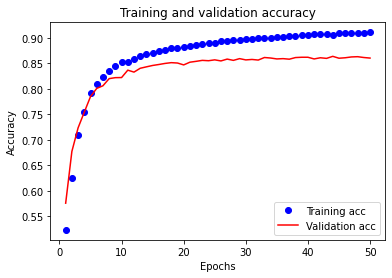 Training and validation accuracy
Accuracy
0.90
0.85
0.80
0.75
0.70
0.65
0.60
0.55
Training acc
Validation acc
0 10 20 30 40 50
Epochs